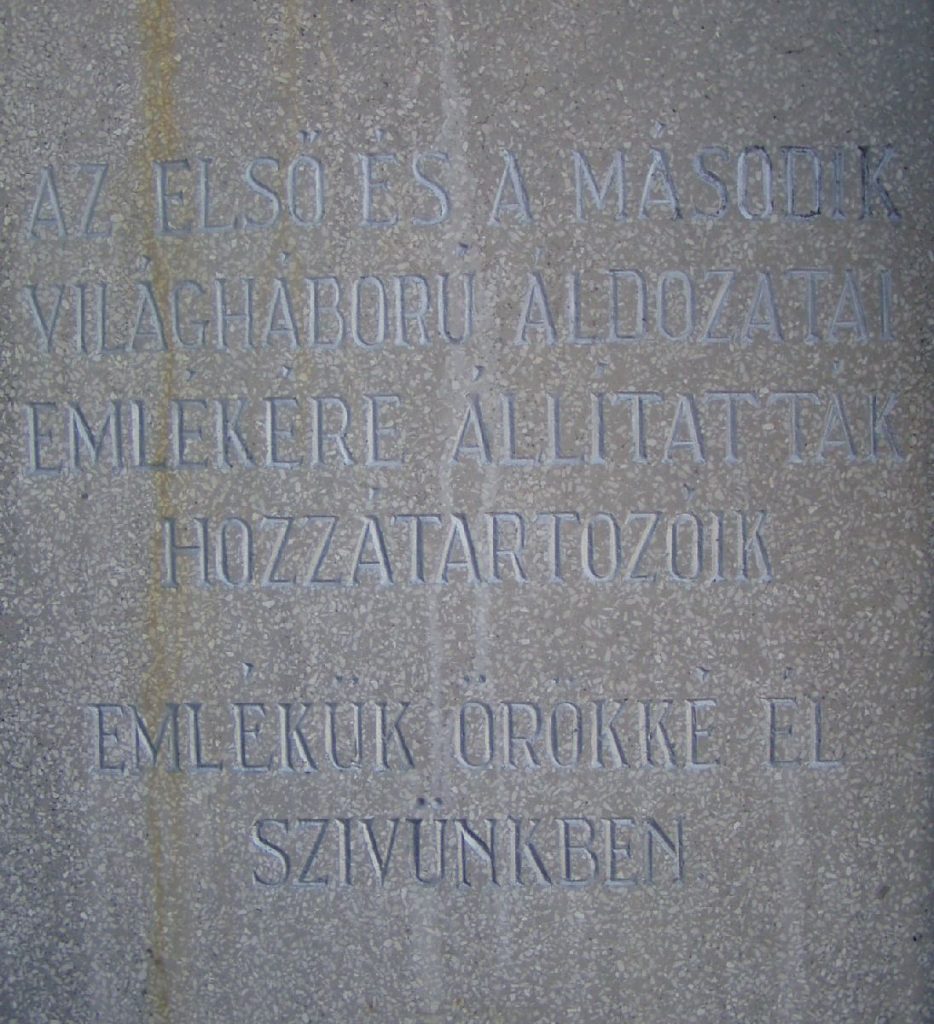 AZ ELSŐ ÉS A MÁSODIK
VILÁGHÁBORÚ ÁLDOZATAI
EMLÉKÉRE ÁLLÍTATTÁK
HOZZÁTARTOZÓIK
EMLÉKÜK ÖRÖKKÉ ÉL
SZIVÜNKBEN.